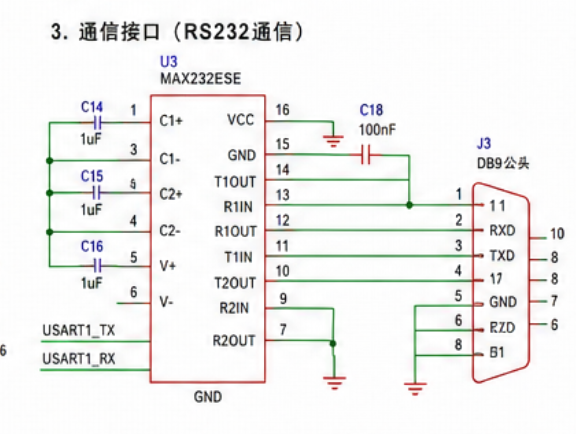 3. 通信接口（RS232通信）
U3
MAX232ESE
C14
1uF
C15
1uF
C16
1uF
1
3
4
5
6
C1+
C1-
C2+
C2-
V+
V-
USART1_TX
USART1_RX
6
GND
VCC
GND
T1OUT
R1IN
R1OUT
T1IN
T2OUT
R2IN
R2OUT
16
15
14
13
12
11
10
9
7
C18
100nF
J3
DB9公头
1
2
3
4
5
6
8
11
RXD
TXD
17
GND
10
8
8
7
6